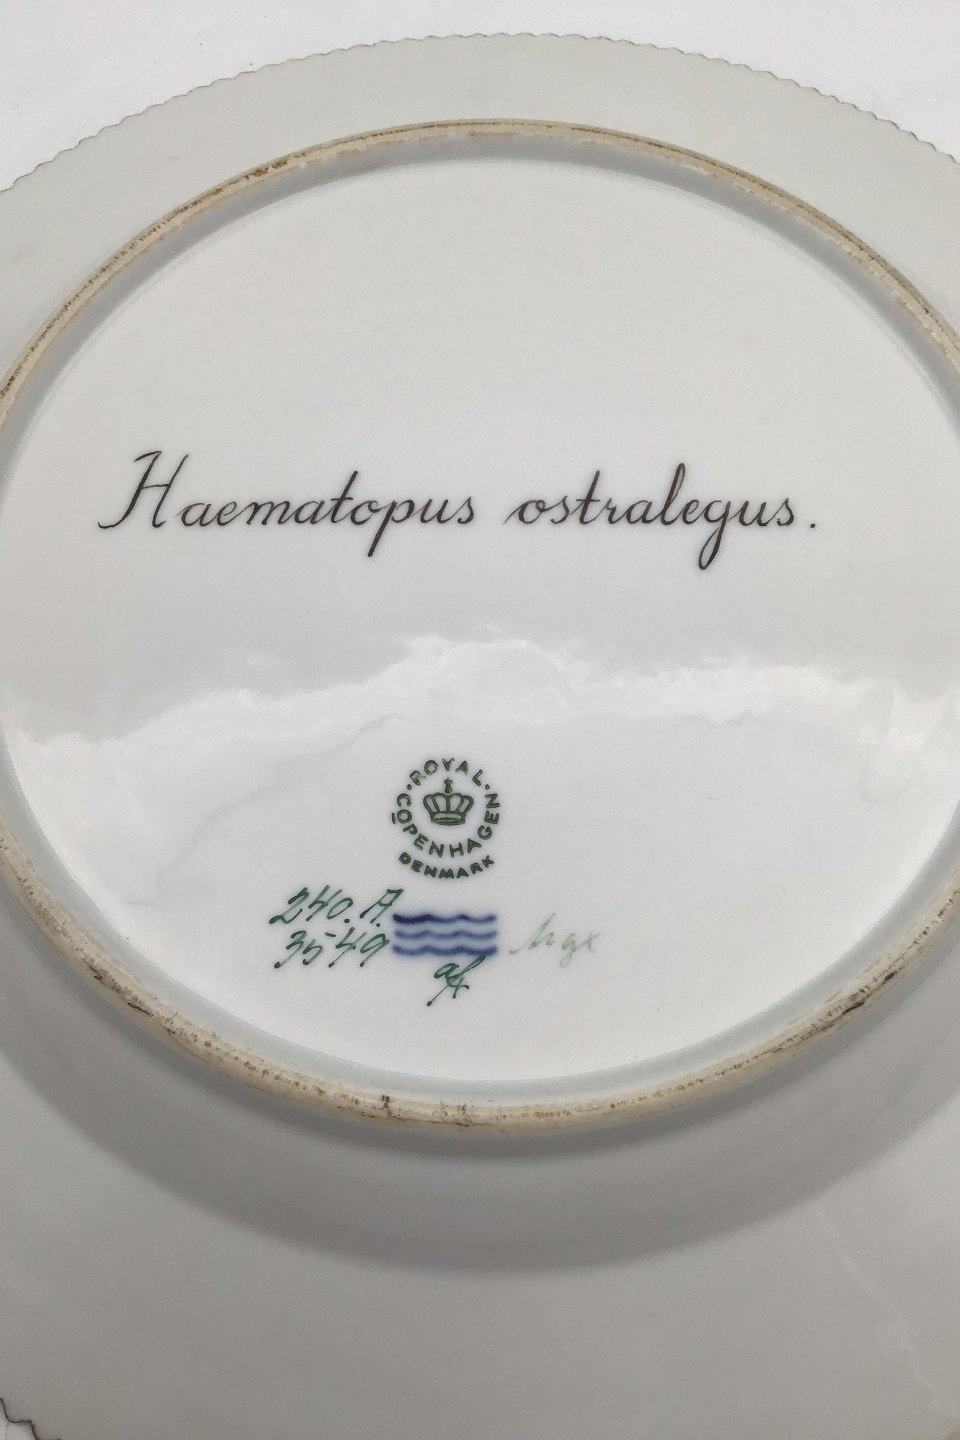 Haematopus ostralegus.
ROYAL
COPENHAGEN
DENMARK
240. A.
3549